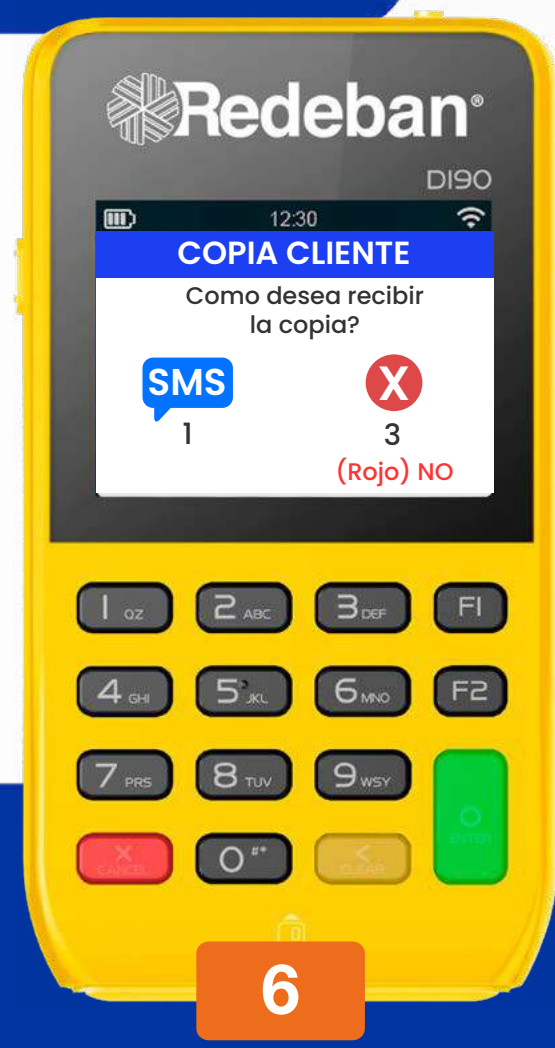 Redeban®
D190
12:30
COPIA CLIENTE
Como desea recibir
la copia?
SMS X
1 3
(Rojo) NO
1 QZ 2 ABC 3 DEF F1
4 GHI 5 JKL 6 MNO F2
7 PRS 8 TUV 9 WSY
X CANCEL 0 #* < CLEAR O ENTER
6